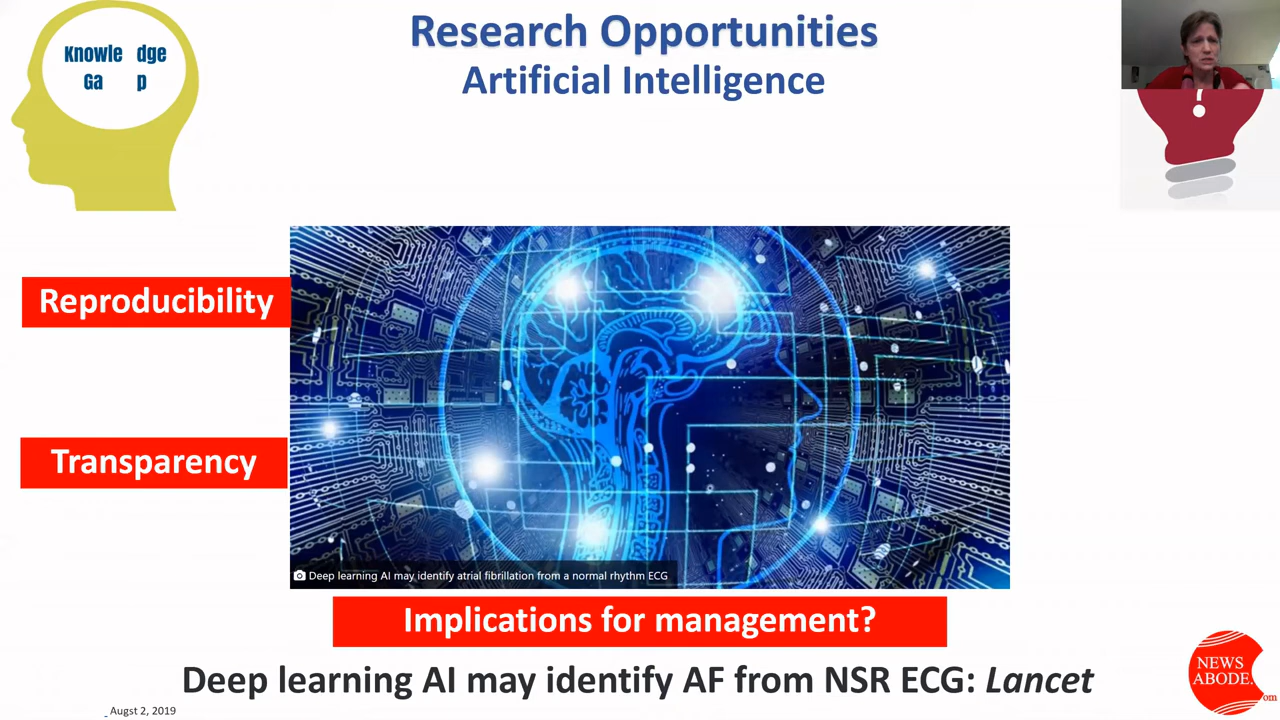 Research Opportunities
Artificial Intelligence
Knowle dge
Ga p
!
Reproducibility
Transparency
Deep learning AI may identify atrial fibrillation from a normal rhythm ECG
Implications for management?
Deep learning AI may identify AF from NSR ECG: Lancet
Augst 2, 2019
NEWS
ABODE.
om